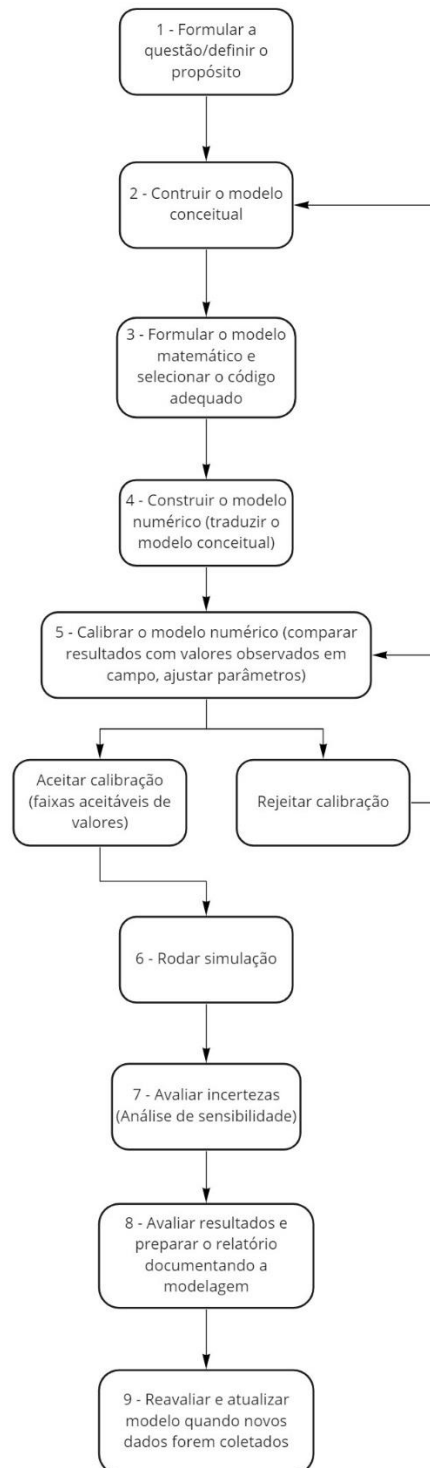 1 - Formular a
questão/definir o
propósito
2 - Contruir o modelo
conceitual
3 - Formular o modelo
matemático e
selecionar o código
adequado
4 - Construir o modelo
numérico (traduzir o
modelo conceitual)
5 - Calibrar o modelo numérico (comparar
resultados com valores observados em
campo, ajustar parâmetros)
Aceitar calibração
(faixas aceitáveis de
valores)
Rejeitar calibração
6 - Rodar simulação
7 - Avaliar incertezas
(Análise de sensibilidade)
8 - Avaliar resultados e
preparar o relatório
documentando a
modelagem
9 - Reavaliar e atualizar
modelo quando novos
dados forem coletados